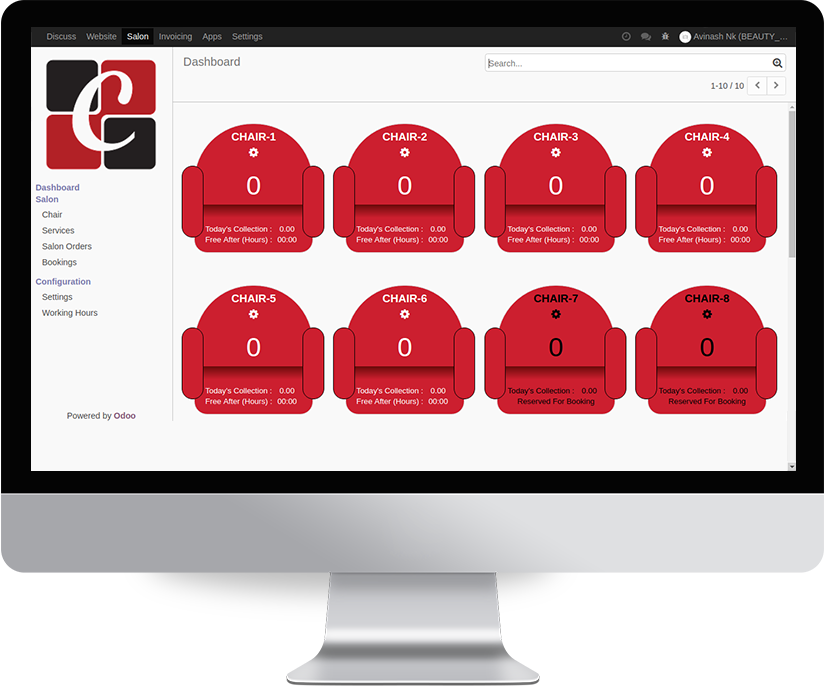 Discuss Website Salon Invoicing Apps Settings Avinash Nk (BEAUTY_...
Dashboard
Search...
1-10 / 10
C
Dashboard
Salon
Chair
Services
Salon Orders
Bookings
Configuration
Settings
Working Hours
Powered by Odoo
CHAIR-1
0
Today's Collection : 0.00
Free After (Hours) : 00:00
CHAIR-2
0
Today's Collection : 0.00
Free After (Hours) : 00:00
CHAIR-3
0
Today's Collection : 0.00
Free After (Hours) : 00:00
CHAIR-4
0
Today's Collection : 0.00
Free After (Hours) : 00:00
CHAIR-5
0
Today's Collection : 0.00
Free After (Hours) : 00:00
CHAIR-6
0
Today's Collection : 0.00
Free After (Hours) : 00:00
CHAIR-7
0
Today's Collection : 0.00
Reserved For Booking
CHAIR-8
0
Today's Collection : 0.00
Reserved For Booking